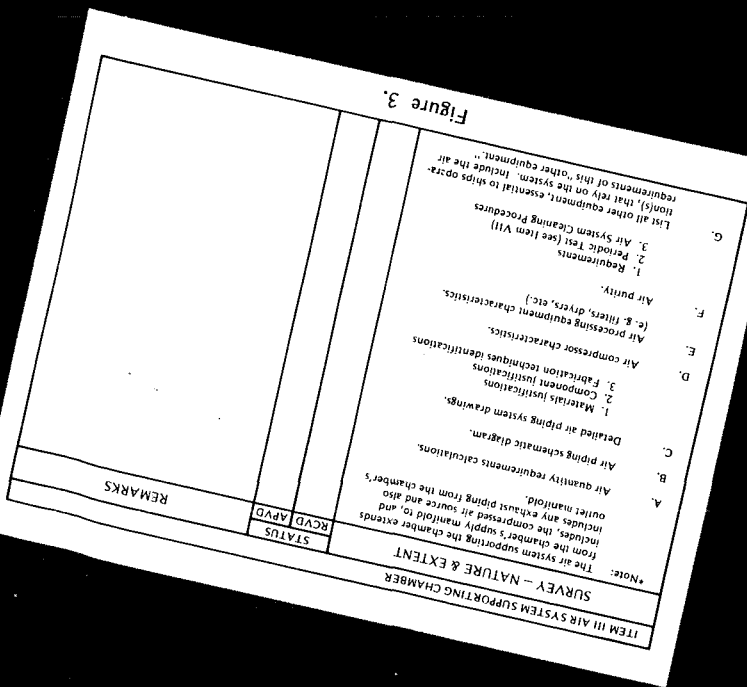 ITEM III AIR SYSTEM SUPPORTING CHAMBER
SURVEY – NATURE & EXTENT
STATUS
RCVD
APVD
REMARKS
*Note: The air system supporting the chamber extends
from the chamber's supply manifold to, and
includes, the compressed air source and also
includes any exhaust piping from the chamber's
outlet manifold.
A. Air quantity requirements calculations.
B. Air piping schematic diagram.
C. Detailed air piping system drawings.
1. Materials justifications
2. Component justifications
3. Fabrication techniques identifications
D. Air compressor characteristics.
E. Air processing equipment characteristics.
(e. g. filters, dryers, etc.)
F. Air purity.
1. Requirements
2. Periodic Test (see Item VII)
3. Air System Cleaning Procedures
G. List all other equipment, essential to ships opera-
tion(s), that rely on the system. Include the air
requirements of this "other equipment."
Figure 3.